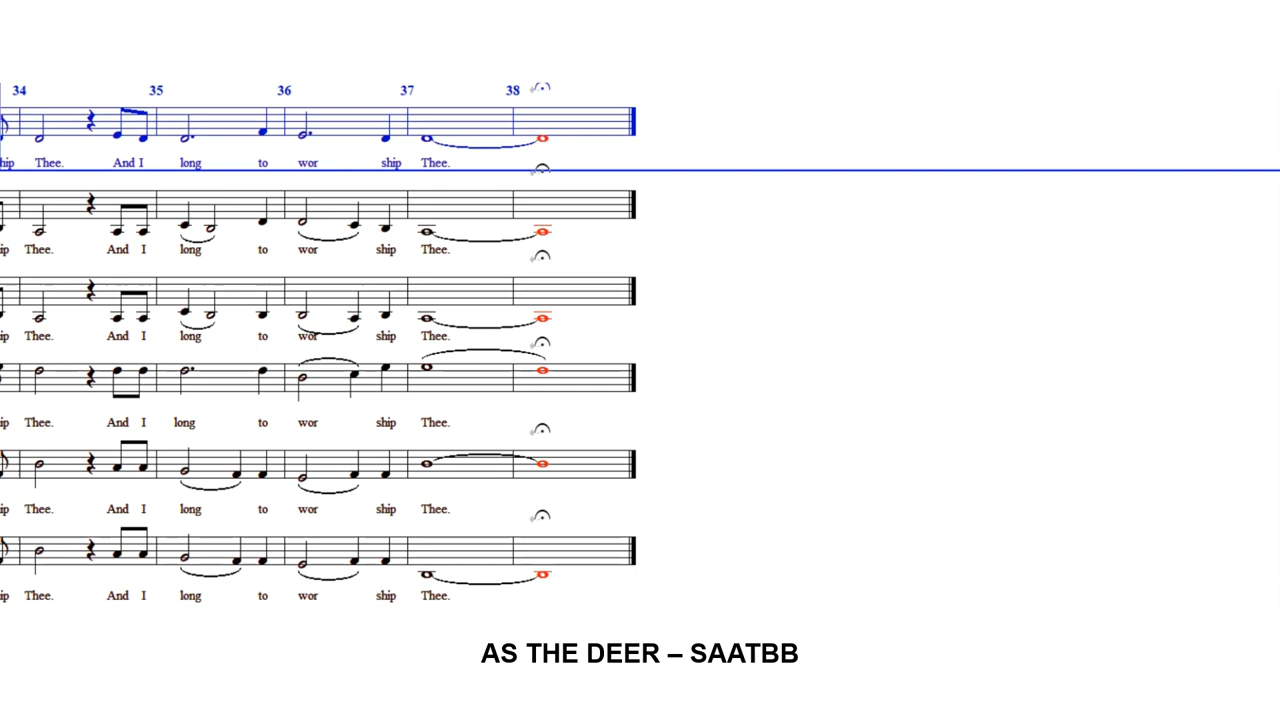 34 35 36 37 38
hip Thee. And I long to wor ship Thee.
ip Thee. And I long to wor ship Thee.
ip Thee. And I long to wor ship Thee.
ip Thee. And I long to wor ship Thee.
ip Thee. And I long to wor ship Thee.
ip Thee. And I long to wor ship Thee.
AS THE DEER – SAATBB